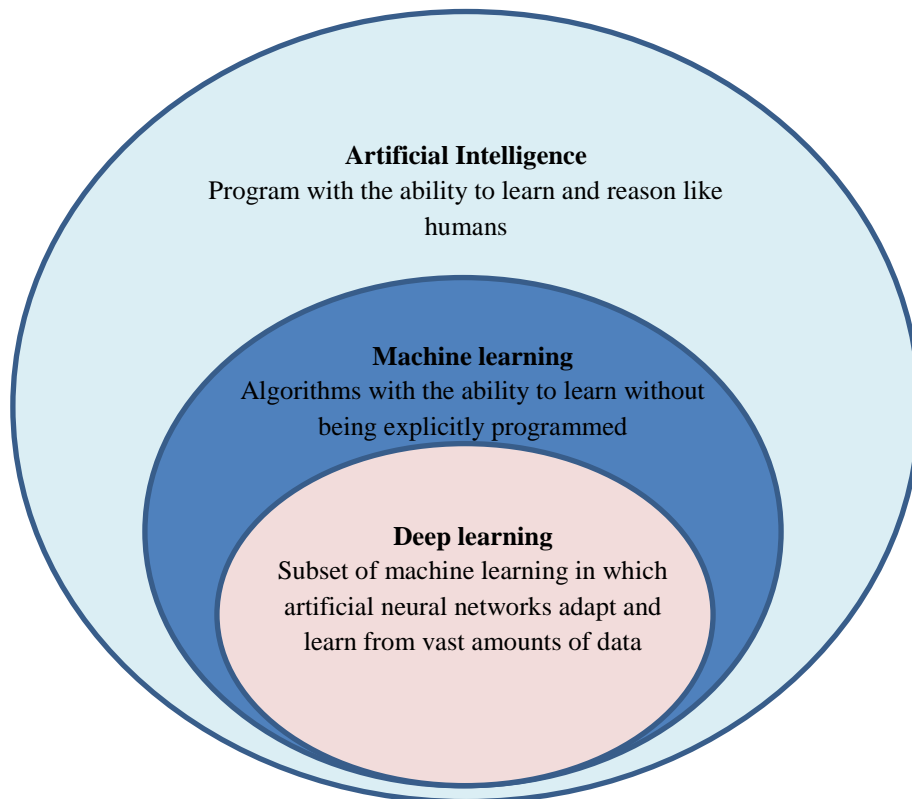 Artificial Intelligence
Program with the ability to learn and reason like
humans
Machine learning
Algorithms with the ability to learn without
being explicitly programmed
Deep learning
Subset of machine learning in which
artificial neural networks adapt and
learn from vast amounts of data